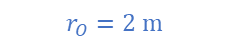 r_O = 2 m